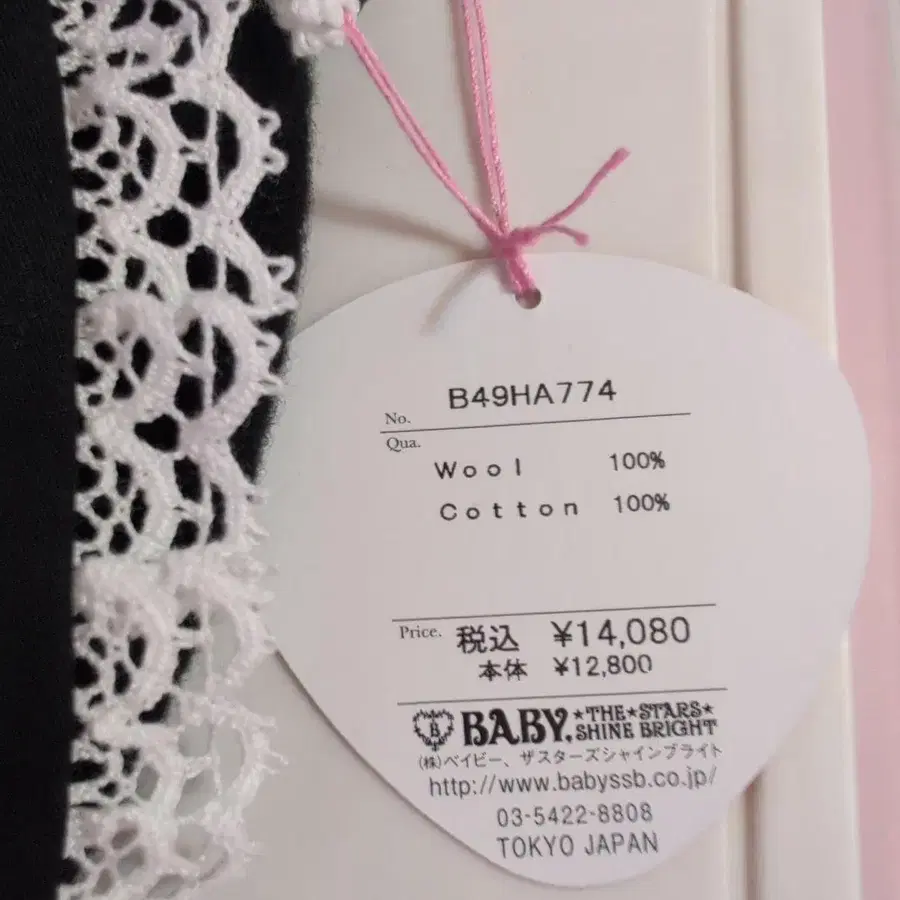 No. B49HA774
Qua.
Wool 100%
Cotton 100%
Price. 税込 ¥14,080
本体 ¥12,800
B BABY, ★THE★STARS★
SHINE BRIGHT
(株)ベイビー、ザスターズシャインブライト
http://www.babyssb.co.jp/
03-5422-8808
TOKYO JAPAN